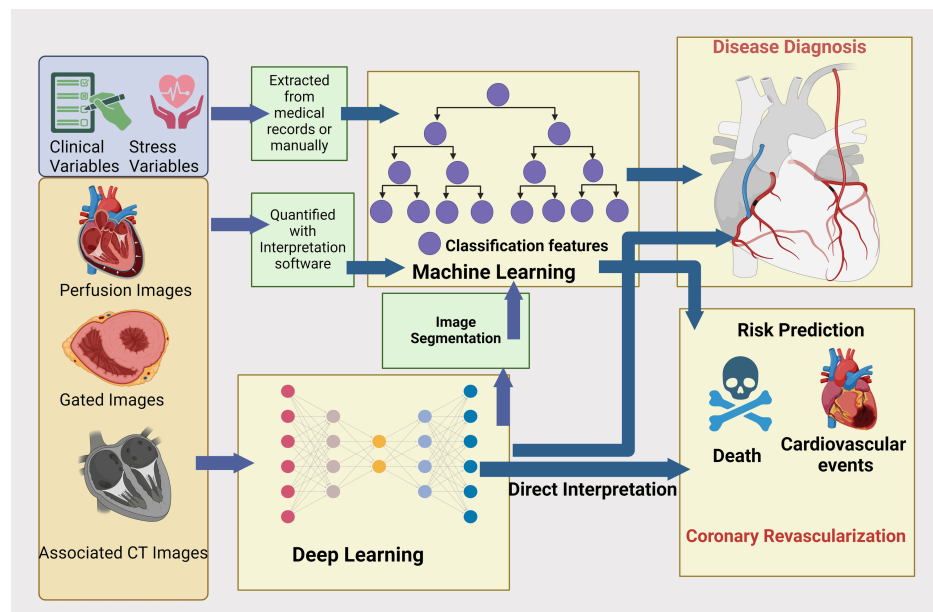 Disease Diagnosis
Extracted
from
medical
records or
manually
Clinical
Variables
Stress
Variables
Quantified
with
Interpretation
software
Classification features
Machine Learning
Perfusion Images
Image
Segmentation
Risk Prediction
Gated Images
Death
Cardiovascular
events
Direct Interpretation
Coronary Revascularization
Associated CT Images
Deep Learning